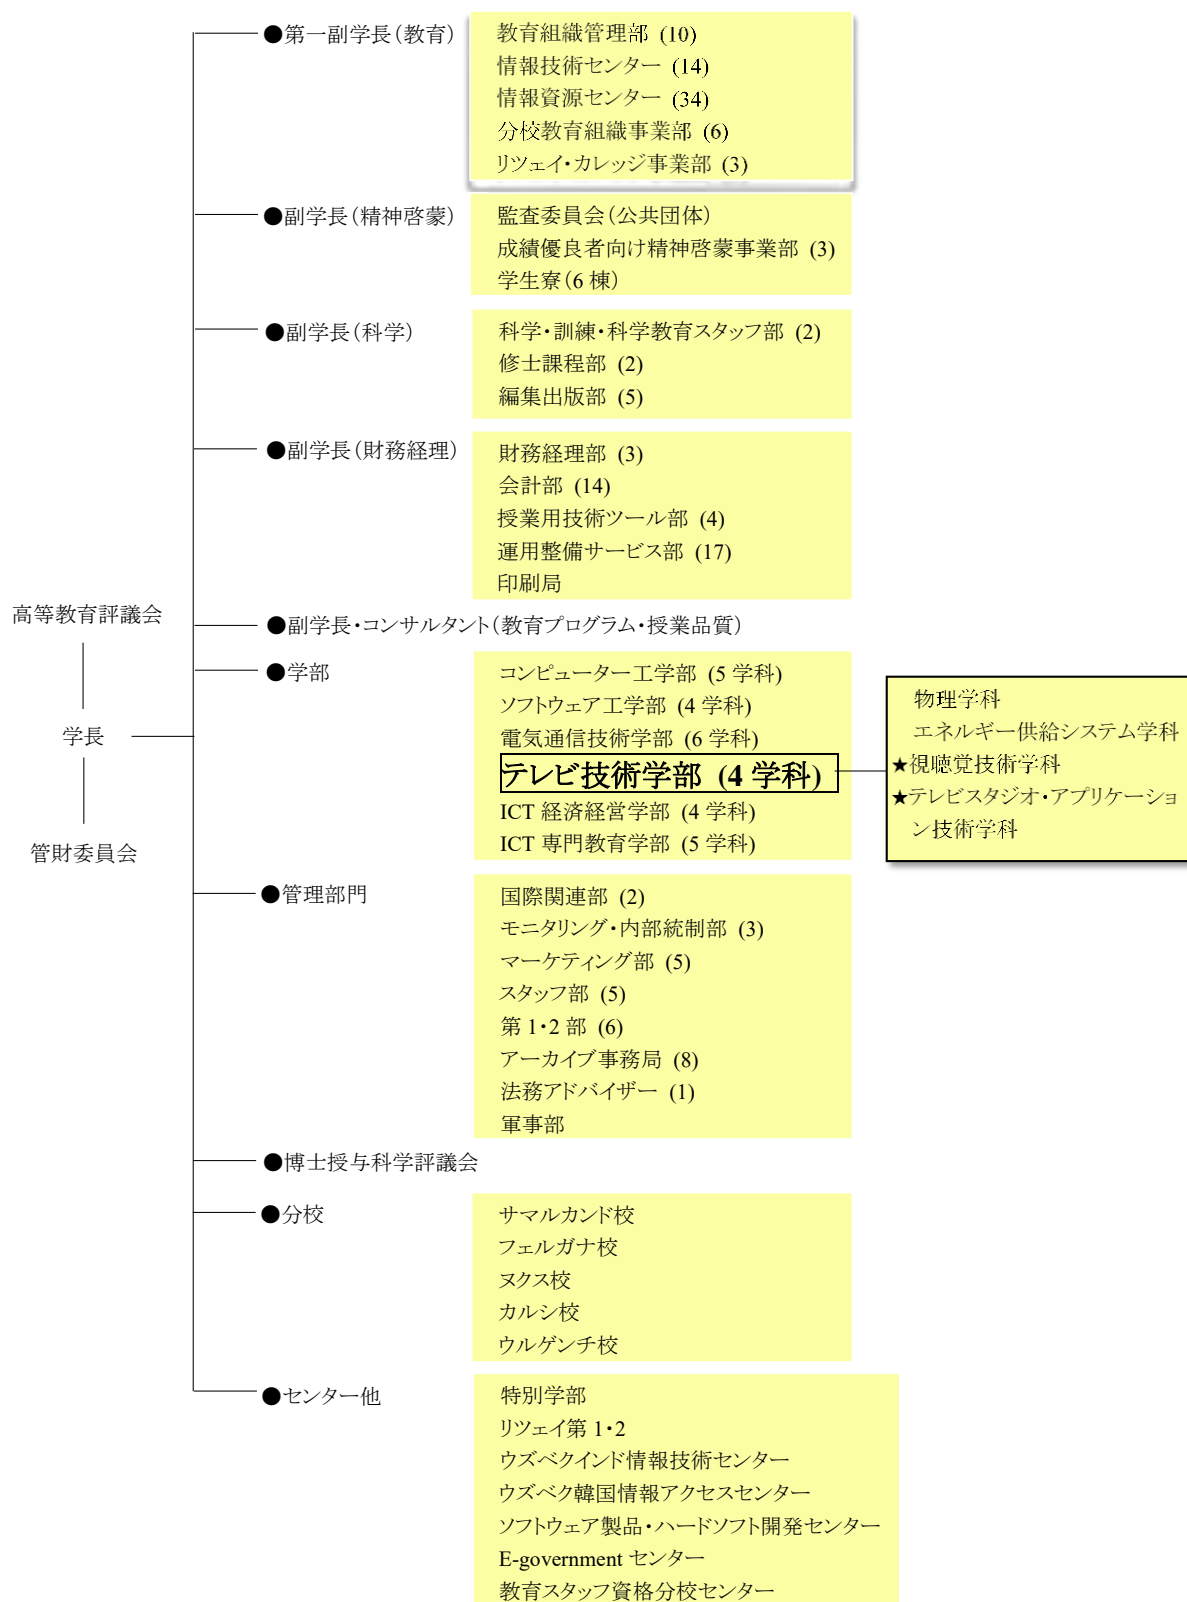 高等教育評議会
学長
管財委員会
●第一副学長（教育）
教育組織管理部 (10)
情報技術センター (14)
情報資源センター (34)
分校教育組織事業部 (6)
リツェイ・カレッジ事業部 (3)
●副学長（精神啓蒙）
監査委員会（公共団体）
成績優良者向け精神啓蒙事業部 (3)
学生寮（6 棟）
●副学長（科学）
科学・訓練・科学教育スタッフ部 (2)
修士課程部 (2)
編集出版部 (5)
●副学長（財務経理）
財務経理部 (3)
会計部 (14)
授業用技術ツール部 (4)
運用整備サービス部 (17)
印刷局
●副学長・コンサルタント（教育プログラム・授業品質）
●学部
コンピューター工学部 (5 学科)
ソフトウェア工学部 (4 学科)
電気通信技術学部 (6 学科)
テレビ技術学部 (4 学科)
ICT 経済経営学部 (4 学科)
ICT 専門教育学部 (5 学科)
物理学科
エネルギー供給システム学科
★視聴覚技術学科
★テレビスタジオ・アプリケーショ
ン技術学科
●管理部門
国際関連部 (2)
モニタリング・内部統制部 (3)
マーケティング部 (5)
スタッフ部 (5)
第 1・2 部 (6)
アーカイブ事務局 (8)
法務アドバイザー (1)
軍事部
●博士授与科学評議会
●分校
サマルカンド校
フェルガナ校
ヌクス校
カルシ校
ウルゲンチ校
●センター他
特別学部
リツェイ第 1・2
ウズベクインド情報技術センター
ウズベク韓国情報アクセスセンター
ソフトウェア製品・ハードソフト開発センター
E-government センター
教育スタッフ資格分校センター